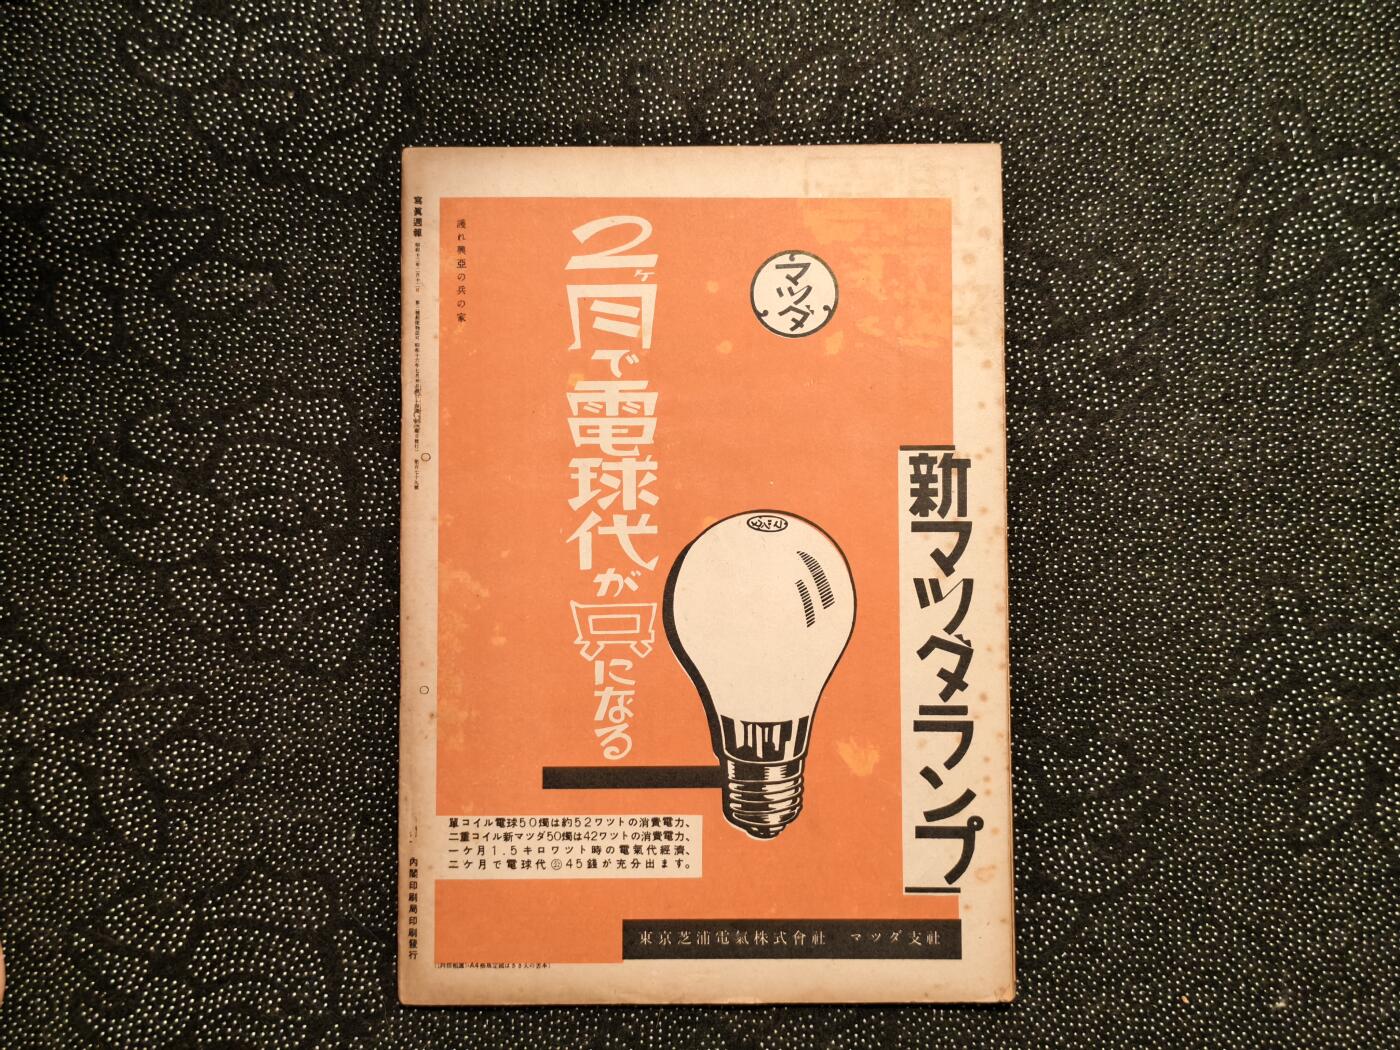 新マツダランプ
マツダ
2ヶ月で電球代が只になる
護れ興亞の兵の家
單コイル電球50燭は約52ワツトの消費電力、
二重コイル新マツダ50燭は42ワツトの消費電力、
一ケ月1.5キロワツト時の電氣代經濟、
二ケ月で電球代㊝45錢が充分出ます。
東京芝浦電氣株式會社 マツダ支社
寫眞週報
内閣印刷局印刷發行